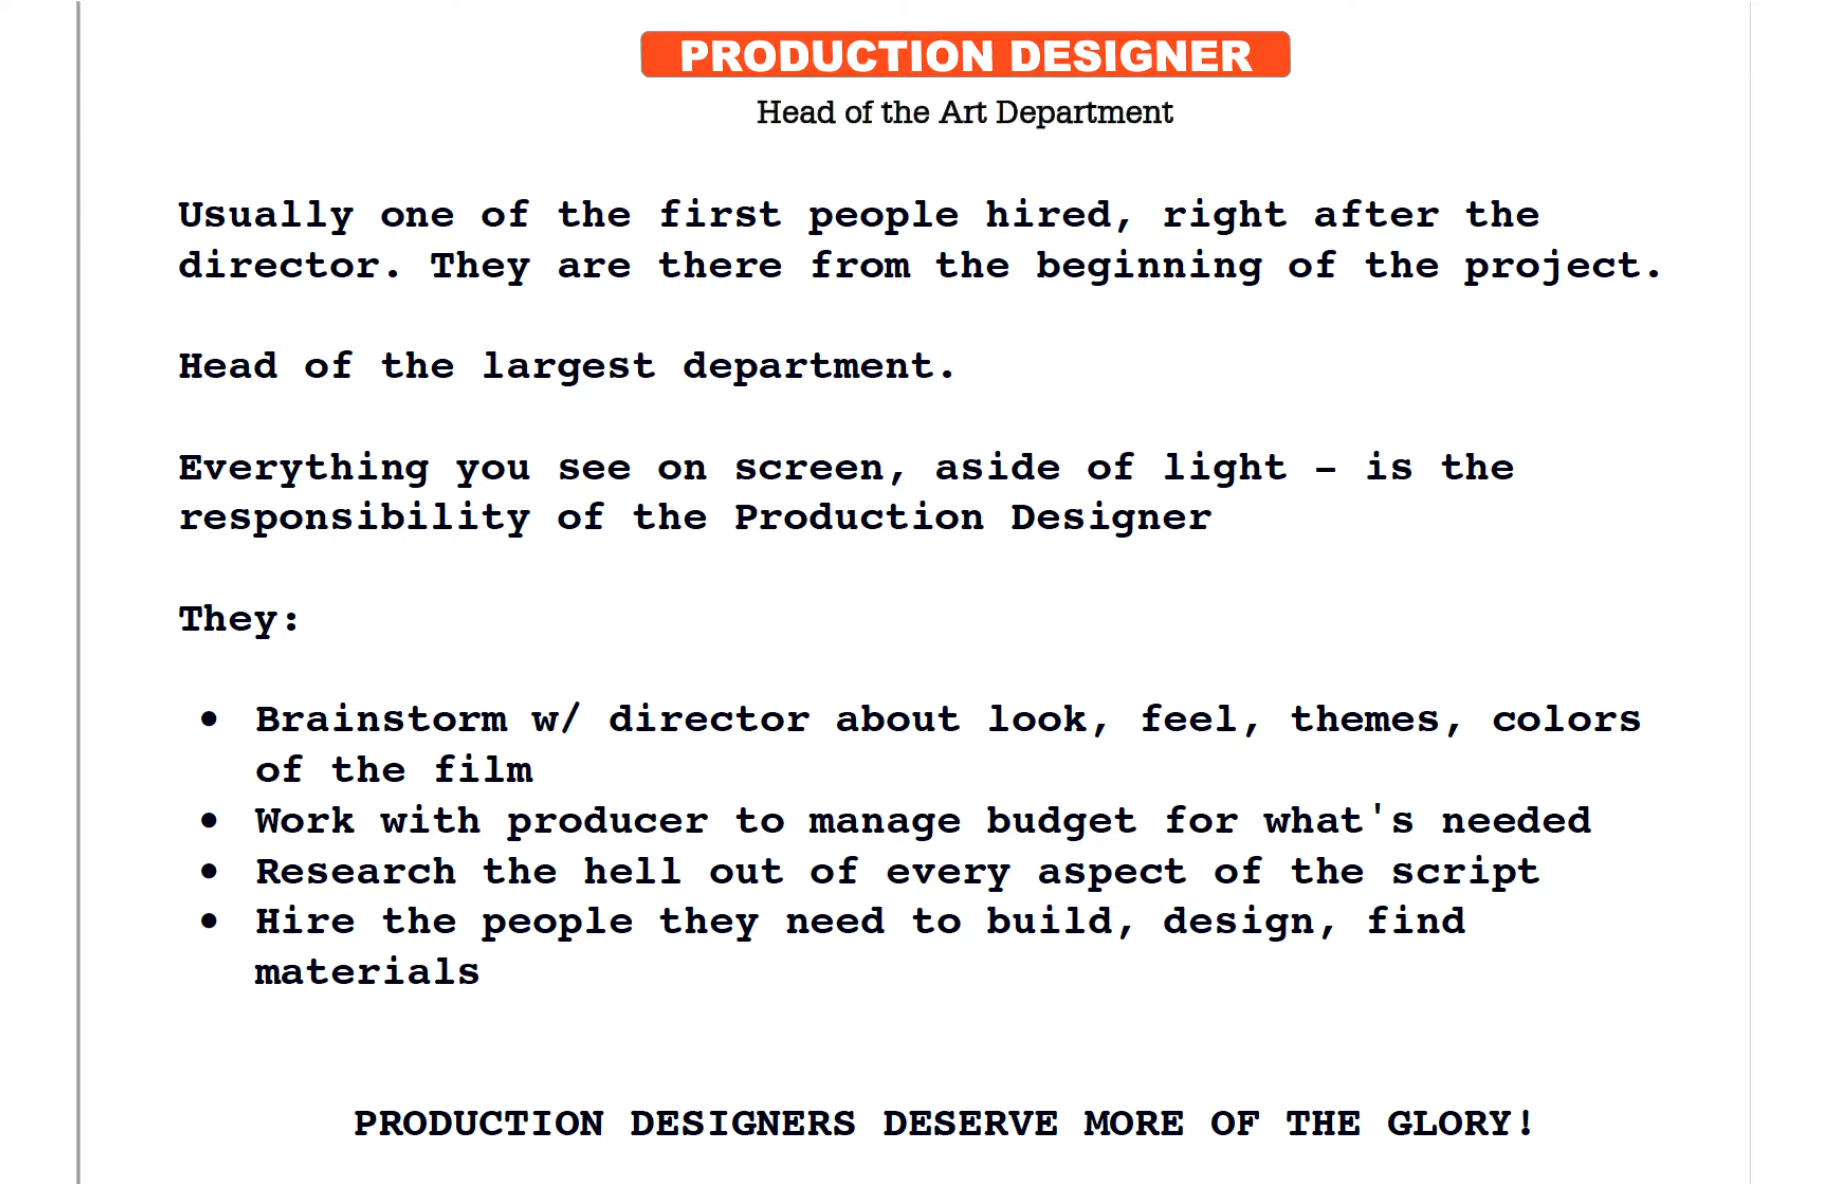 PRODUCTION DESIGNER
Head of the Art Department
Usually one of the first people hired, right after the
director. They are there from the beginning of the project.
Head of the largest department.
Everything you see on screen, aside of light – is the
responsibility of the Production Designer
They:
• Brainstorm w/ director about look, feel, themes, colors
of the film
• Work with producer to manage budget for what's needed
• Research the hell out of every aspect of the script
• Hire the people they need to build, design, find
materials
PRODUCTION DESIGNERS DESERVE MORE OF THE GLORY!